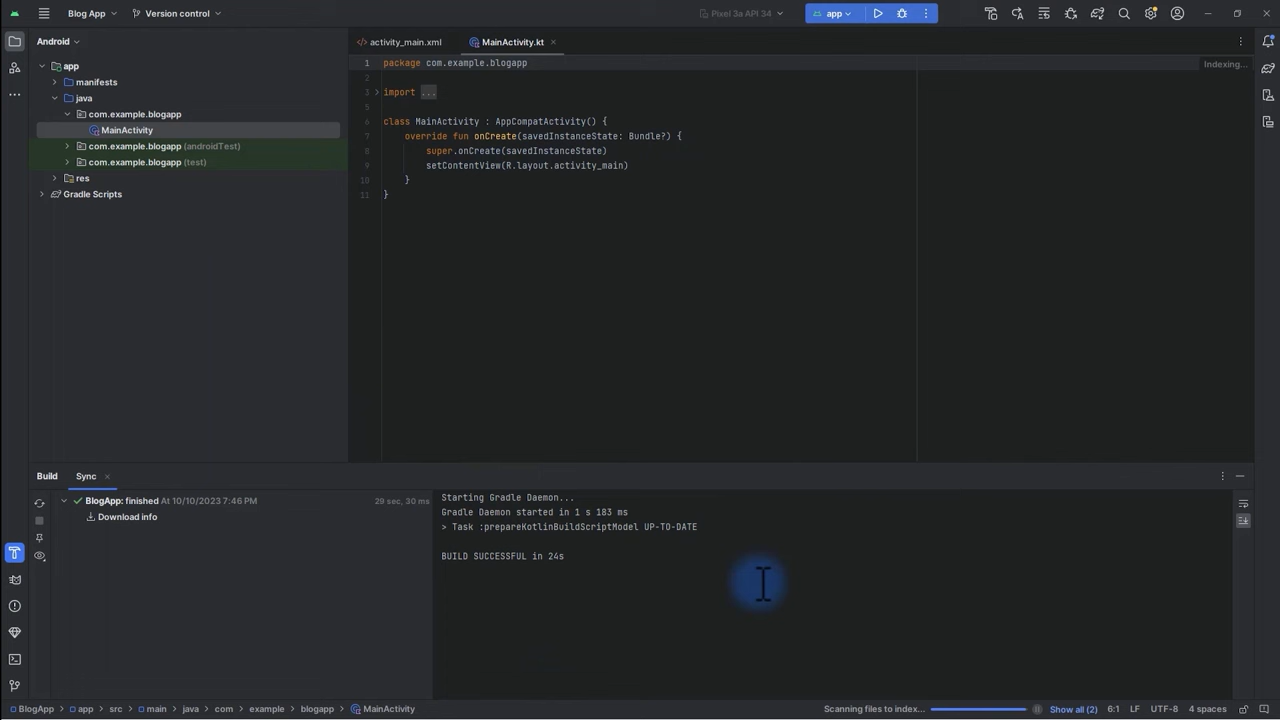 Blog App
Version control
Pixel 3a API 34
app
Android
activity_main.xml
MainActivity.kt
app
manifests
java
com.example.blogapp
MainActivity
com.example.blogapp (androidTest)
com.example.blogapp (test)
res
Gradle Scripts
Indexing...
1 package com.example.blogapp
2
3 import ...
5
6 class MainActivity : AppCompatActivity() {
7 override fun onCreate(savedInstanceState: Bundle?) {
8 super.onCreate(savedInstanceState)
9 setContentView(R.layout.activity_main)
10 }
11 }
Build
Sync
BlogApp: finished At 10/10/2023 7:46 PM
29 sec, 30 ms
Download info
Starting Gradle Daemon...
Gradle Daemon started in 1 s 183 ms
> Task :prepareKotlinBuildScriptModel UP-TO-DATE
BUILD SUCCESSFUL in 24s
BlogApp > app > src > main > java > com > example > blogapp > MainActivity
Scanning files to index...
Show all (2)
6:1
LF
UTF-8
4 spaces